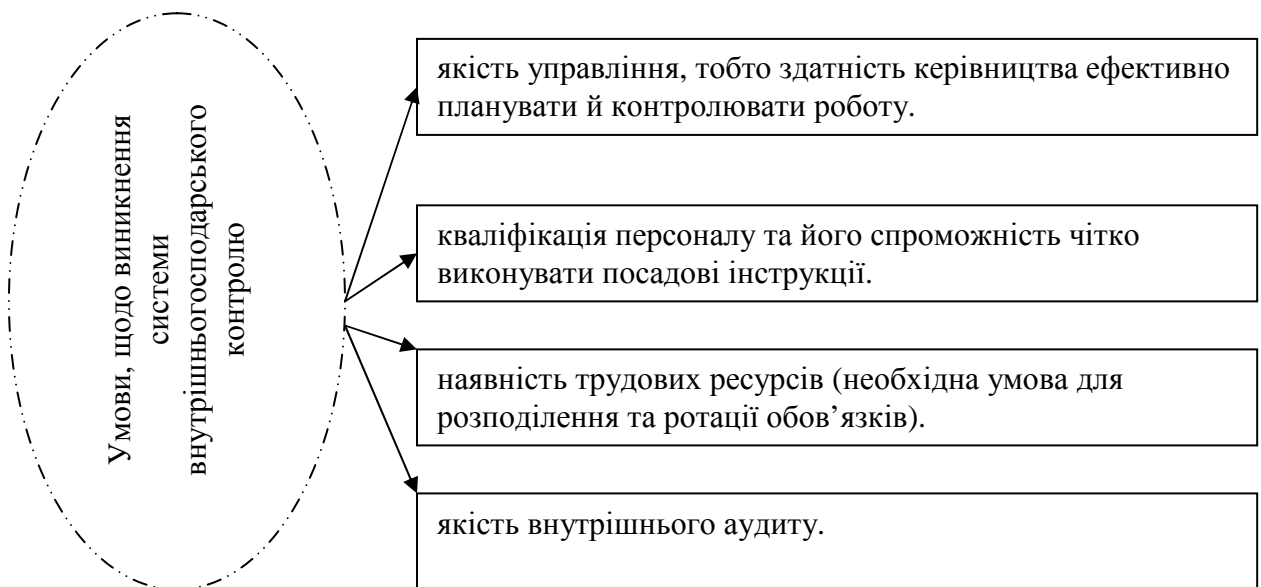 Умови, щодо виникнення
системи
внутрішньогосподарського
контролю
якість управління, тобто здатність керівництва ефективно
планувати й контролювати роботу.
кваліфікація персоналу та його спроможність чітко
виконувати посадові інструкції.
наявність трудових ресурсів (необхідна умова для
розподілення та ротації обов’язків).
якість внутрішнього аудиту.